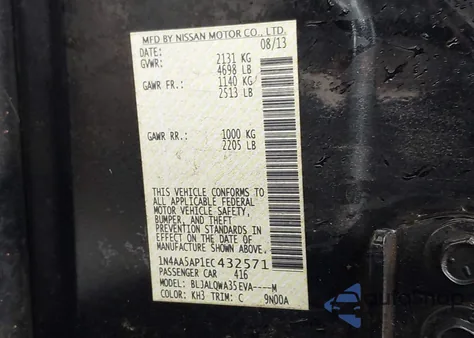 MFD BY NISSAN MOTOR CO., LTD.
DATE: 08/13
GVWR: 2131 KG
4698 LB
GAWR FR.: 1140 KG
2513 LB
GAWR RR.: 1000 KG
2205 LB
THIS VEHICLE CONFORMS TO
ALL APPLICABLE FEDERAL
MOTOR VEHICLE SAFETY,
BUMPER, AND THEFT
PREVENTION STANDARDS IN
EFFECT ON THE DATE OF
MANUFACTURE SHOWN ABOVE.
1N4AA5AP1EC432571
PASSENGER CAR 416
MODEL: BLJALQWA35EVA----M
COLOR: KH3 TRIM: C 9N00A
autosnap